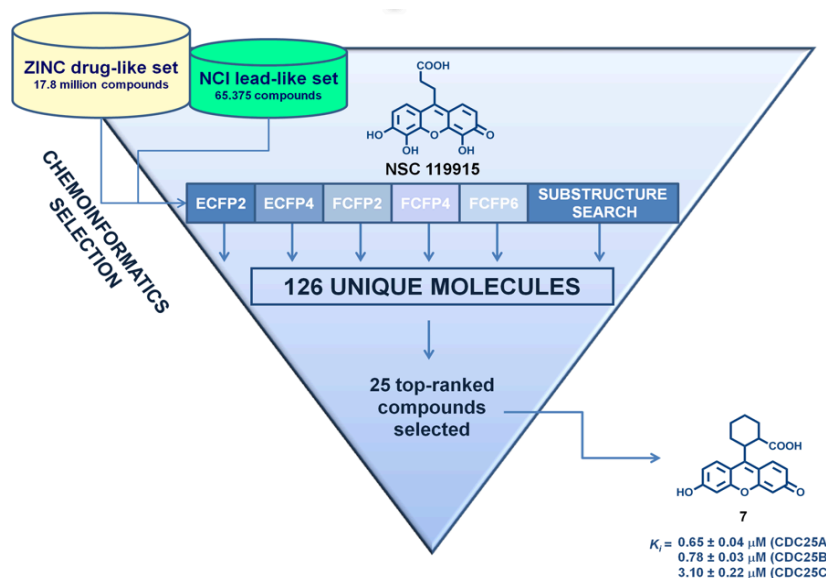 ZINC drug-like set
17.8 million compounds
NCI lead-like set
65.375 compounds
COOH
HO
O
O
OH
OH
NSC 119915
CHEMOINFORMATICS
SELECTION
ECFP2
ECFP4
FCFP2
FCFP4
FCFP6
SUBSTRUCTURE
SEARCH
126 UNIQUE MOLECULES
25 top-ranked
compounds
selected
COOH
HO
O
O
7
Ki = 0.65 ± 0.04 μM (CDC25A
0.78 ± 0.03 μM (CDC25B
3.10 ± 0.22 μM (CDC25C